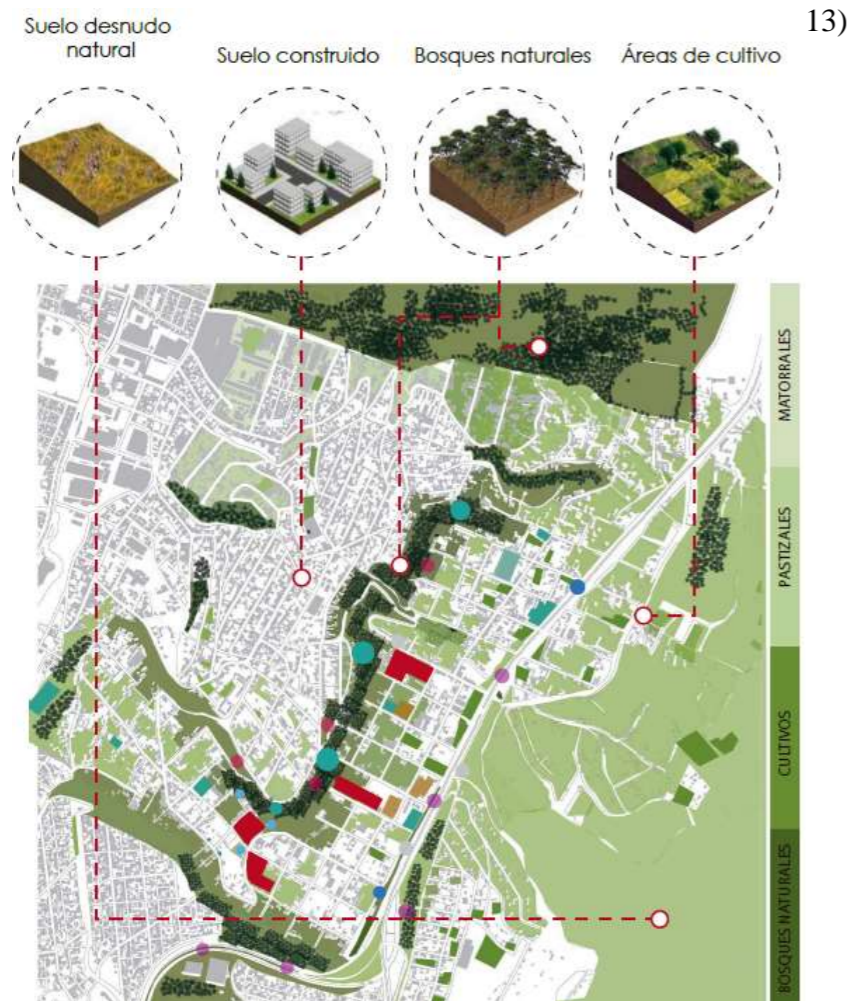 13)
Suelo desnudo
natural
Suelo construido
Bosques naturales
Áreas de cultivo
MATORRALES
PASTIZALES
CULTIVOS
BOSQUES NATURALES